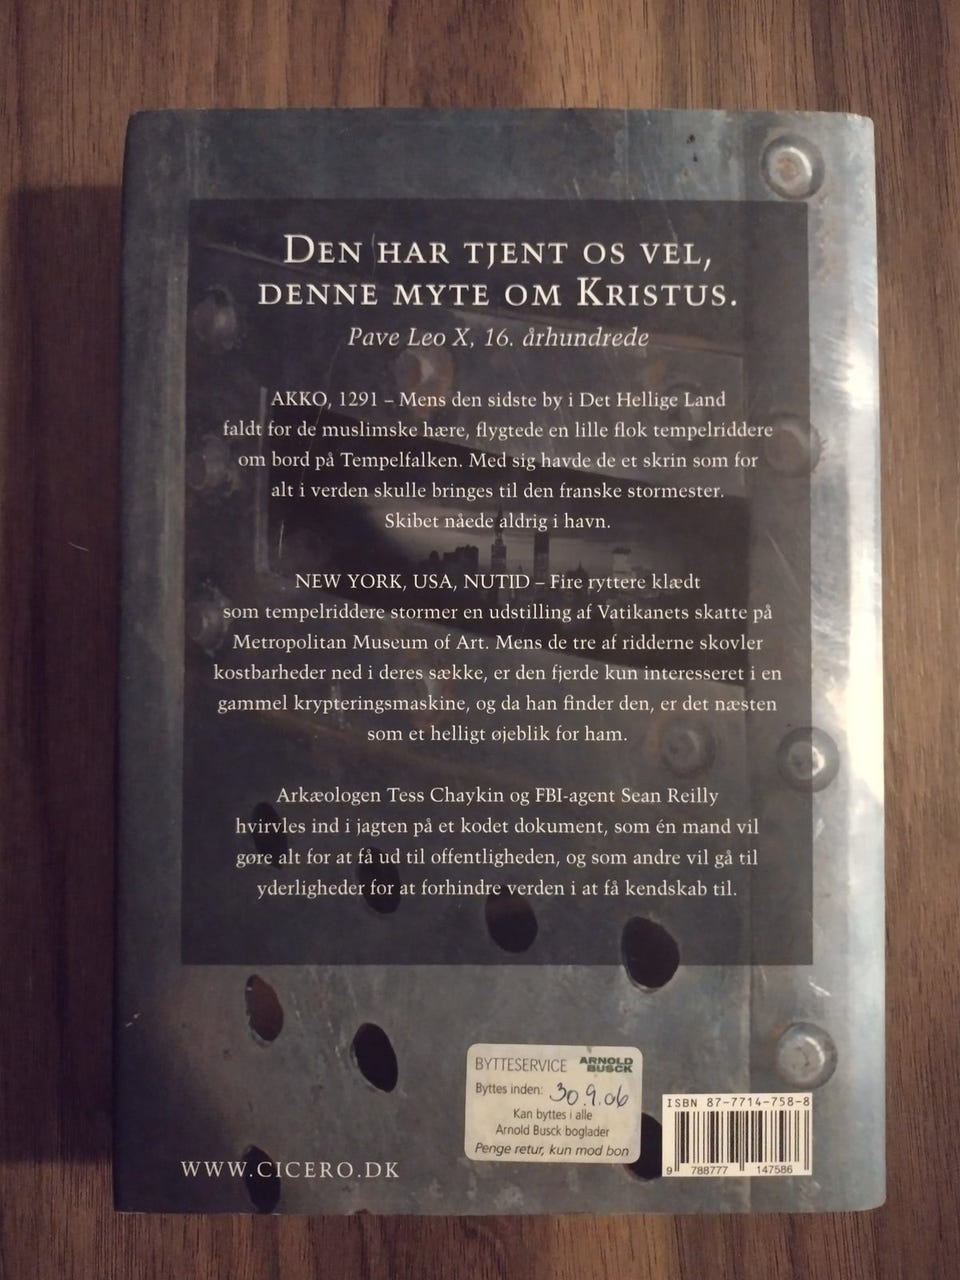 DEN HAR TJENT OS VEL,
DENNE MYTE OM KRISTUS.
Pave Leo X, 16. århundrede
AKKO, 1291 – Mens den sidste by i Det Hellige Land
faldt for de muslimske hære, flygtede en lille flok tempelriddere
om bord på Tempelfalken. Med sig havde de et skrin som for
alt i verden skulle bringes til den franske stormester.
Skibet nåede aldrig i havn.
NEW YORK, USA, NUTID – Fire ryttere klædt
som tempelriddere stormer en udstilling af Vatikanets skatte på
Metropolitan Museum of Art. Mens de tre af ridderne skovler
kostbarheder ned i deres sække, er den fjerde kun interesseret i en
gammel krypteringsmaskine, og da han finder den, er det næsten
som et helligt øjeblik for ham.
Arkæologen Tess Chaykin og FBI-agent Sean Reilly
hvirvles ind i jagten på et kodet dokument, som én mand vil
gøre alt for at få ud til offentligheden, og som andre vil gå til
yderligheder for at forhindre verden i at få kendskab til.
BYTTESERVICE ARNOLD BUSCK
Byttes inden: 30.9.06
Kan byttes i alle
Arnold Busck boglader
Penge retur, kun mod bon
ISBN 87-7714-758-8
9 788777 147586
WWW.CICERO.DK